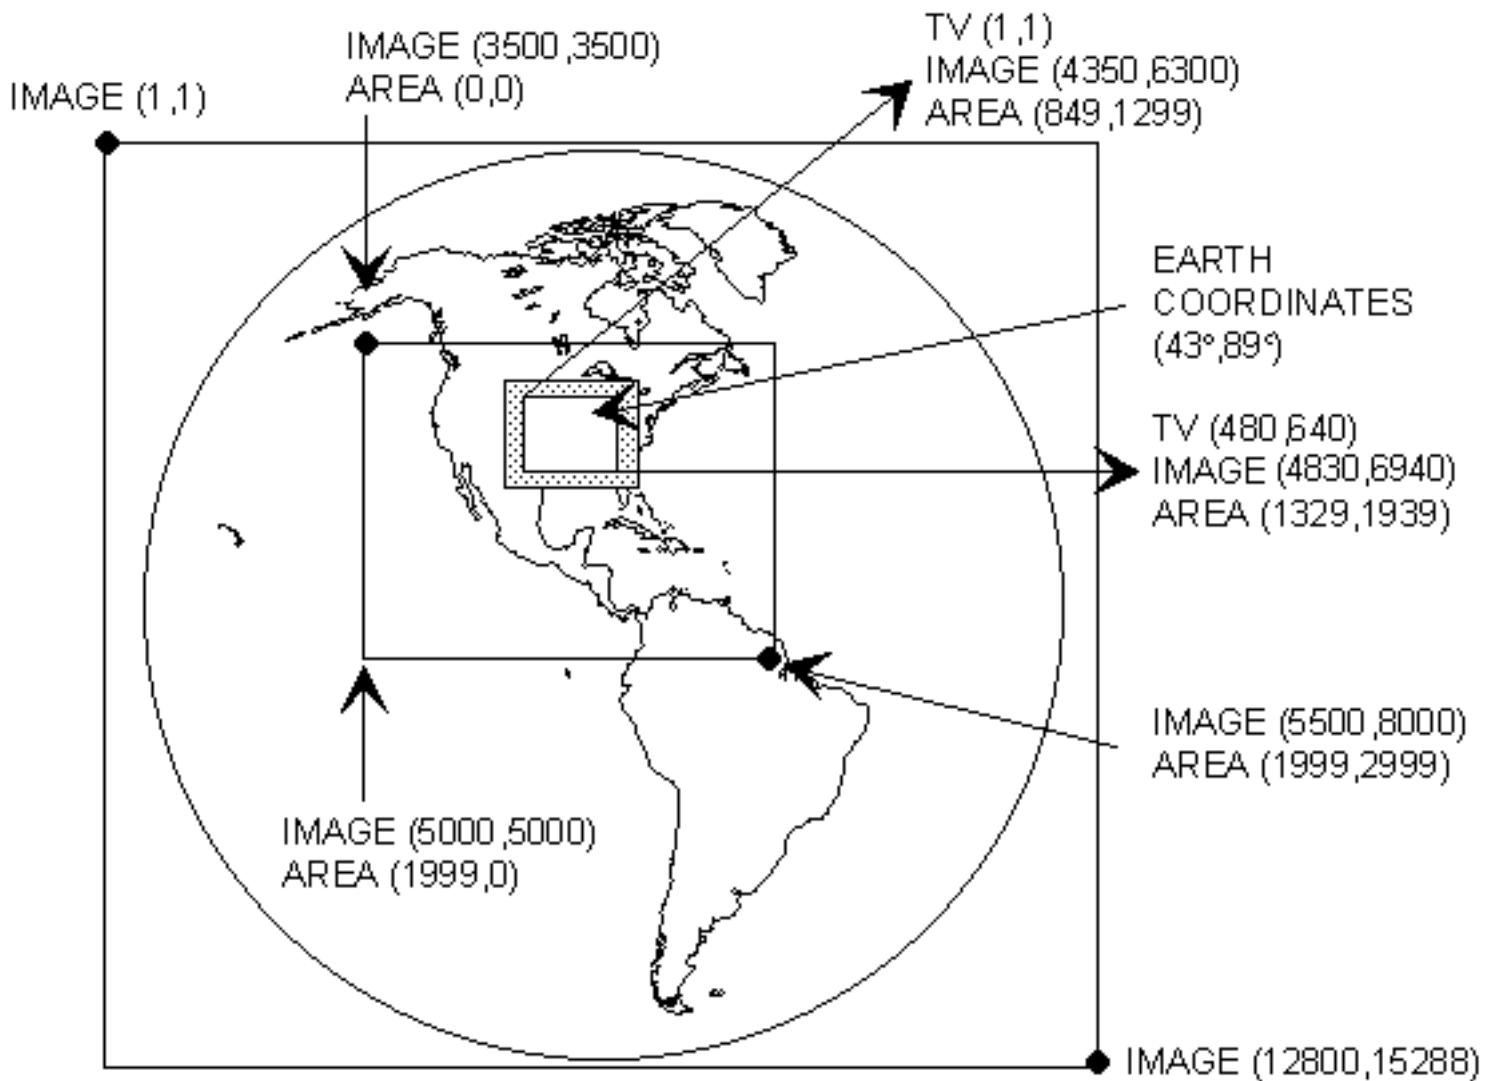 IMAGE (1,1)
IMAGE (3500,3500)
AREA (0,0)
TV (1,1)
IMAGE (4350,6300)
AREA (849,1299)
EARTH
COORDINATES
(43°,89°)
TV (480,640)
IMAGE (4830,6940)
AREA (1329,1939)
IMAGE (5500,8000)
AREA (1999,2999)
IMAGE (5000,5000)
AREA (1999,0)
IMAGE (12800,15288)